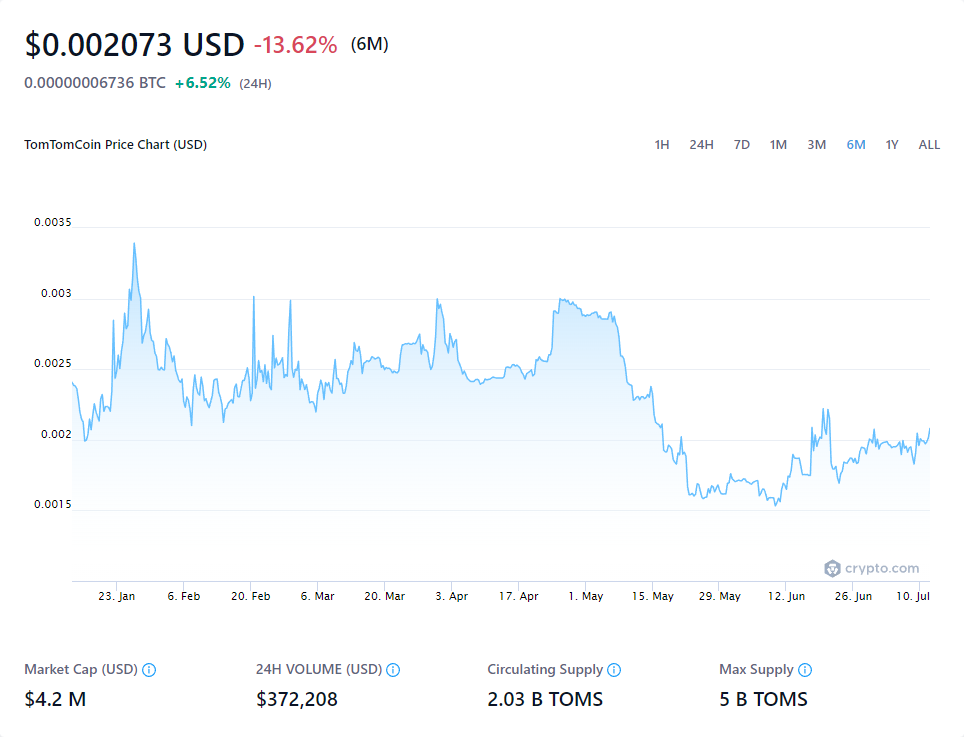 $0.002073 USD -13.62% (6M)
0.00000006736 BTC +6.52% (24H)
TomTomCoin Price Chart (USD) 1H 24H 7D 1M 3M 6M 1Y ALL
0.0035
0.003
0.0025
0.002
0.0015
crypto.com
23. Jan 6. Feb 20. Feb 6. Mar 20. Mar 3. Apr 17. Apr 1. May 15. May 29. May 12. Jun 26. Jun 10. Jul
Market Cap (USD) 24H VOLUME (USD) Circulating Supply Max Supply
$4.2 M $372,208 2.03 B TOMS 5 B TOMS